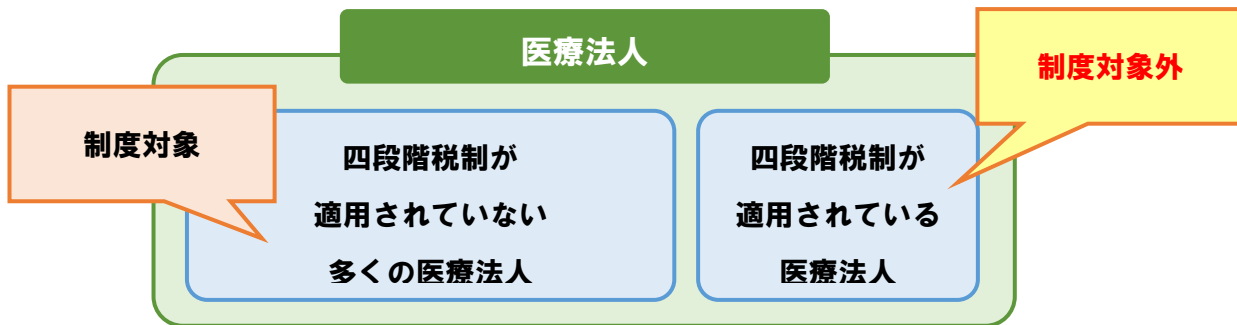 医療法人
制度対象外
制度対象
四段階税制が
適用されていない
多くの医療法人
四段階税制が
適用されている
医療法人